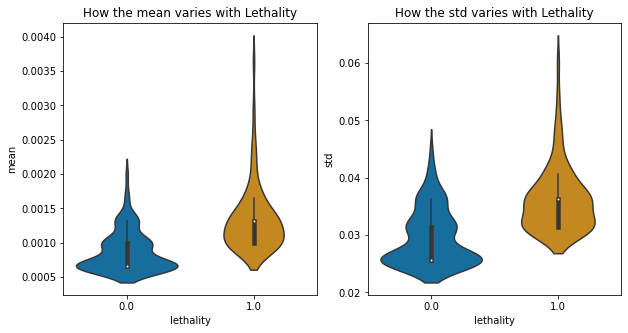 How the mean varies with Lethality
How the std varies with Lethality
0.0040
0.0035
0.0030
0.0025
0.0020
0.0015
0.0010
0.0005
mean
0.0
1.0
lethality
0.06
0.05
0.04
0.03
0.02
std
0.0
1.0
lethality